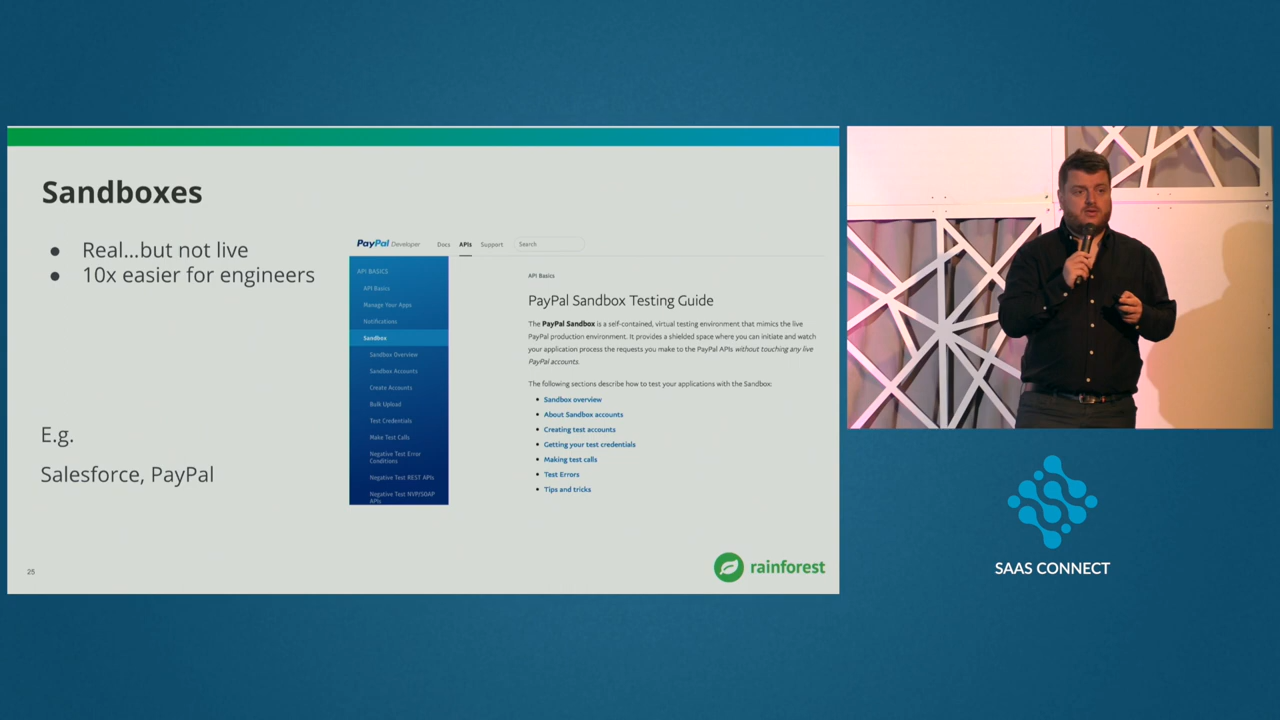 Sandboxes
● Real...but not live
● 10x easier for engineers
E.g.
Salesforce, PayPal
25
PayPal Developer
Docs
APIs
Support
Search
API BASICS
API Basics
Manage Your Apps
Notifications
Sandbox
Sandbox Overview
Sandbox Accounts
Create Accounts
Bulk Upload
Test Credentials
Make Test Calls
Negative Test Error
Conditions
Negative Test REST APIs
Negative Test NVP/SOAP
APIs
API Basics
PayPal Sandbox Testing Guide
The PayPal Sandbox is a self-contained, virtual testing environment that mimics the live
PayPal production environment. It provides a shielded space where you can initiate and watch
your application process the requests you make to the PayPal APIs without touching any live
PayPal accounts.
The following sections describe how to test your applications with the Sandbox:
• Sandbox overview
• About Sandbox accounts
• Creating test accounts
• Getting your test credentials
• Making test calls
• Test Errors
• Tips and tricks
rainforest
SAAS CONNECT